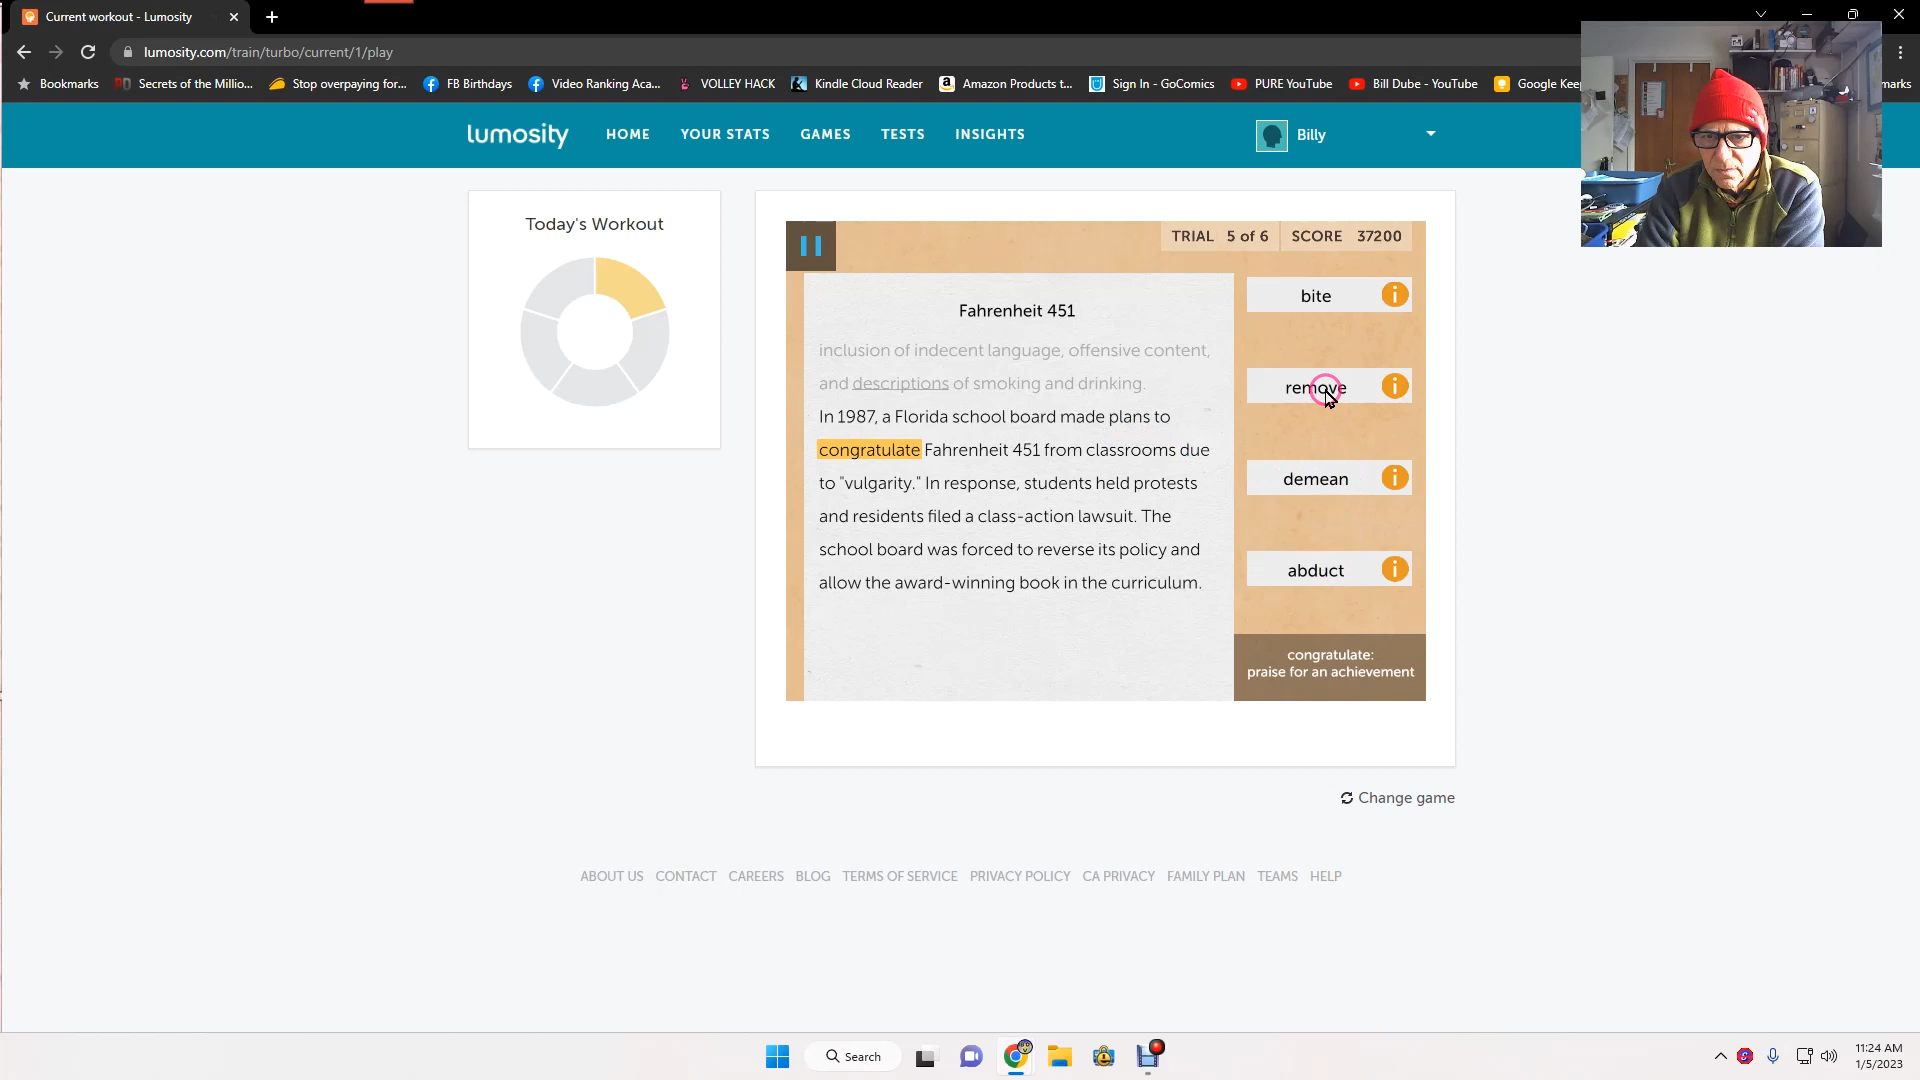 Current workout - Lumosity
lumosity.com/train/turbo/current/1/play
Bookmarks
Secrets of the Millio...
Stop overpaying for...
FB Birthdays
Video Ranking Aca...
VOLLEY HACK
Kindle Cloud Reader
Amazon Products t...
Sign In - GoComics
PURE YouTube
Bill Dube - YouTube
Google Keep
marks
lumosity
HOME
YOUR STATS
GAMES
TESTS
INSIGHTS
Billy
Today's Workout
TRIAL 5 of 6
SCORE 37200
Fahrenheit 451
inclusion of indecent language, offensive content,
and descriptions of smoking and drinking.
In 1987, a Florida school board made plans to
congratulate Fahrenheit 451 from classrooms due
to "vulgarity." In response, students held protests
and residents filed a class-action lawsuit. The
school board was forced to reverse its policy and
allow the award-winning book in the curriculum.
bite
remove
demean
abduct
congratulate:
praise for an achievement
Change game
ABOUT US CONTACT CAREERS BLOG TERMS OF SERVICE PRIVACY POLICY CA PRIVACY FAMILY PLAN TEAMS HELP
Search
11:24 AM
1/5/2023